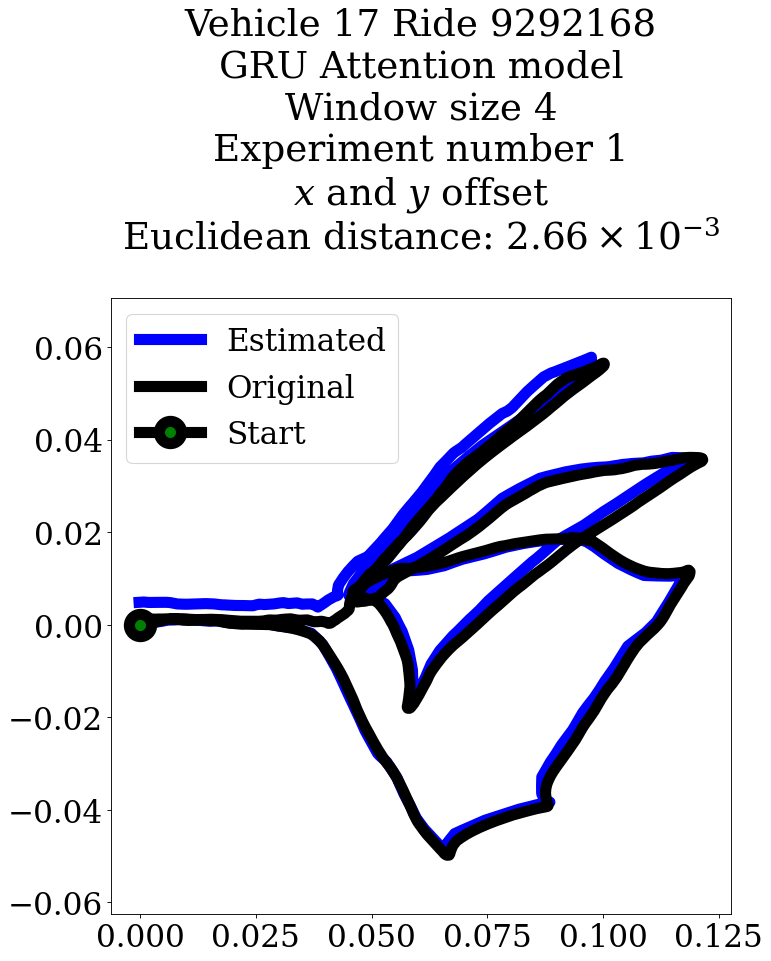 Vehicle 17 Ride 9292168
GRU Attention model
Window size 4
Experiment number 1
x and y offset
Euclidean distance: 2.66 × 10⁻³
Estimated
Original
Start
0.06
0.04
0.02
0.00
−0.02
−0.04
−0.06
0.000 0.025 0.050 0.075 0.100 0.125